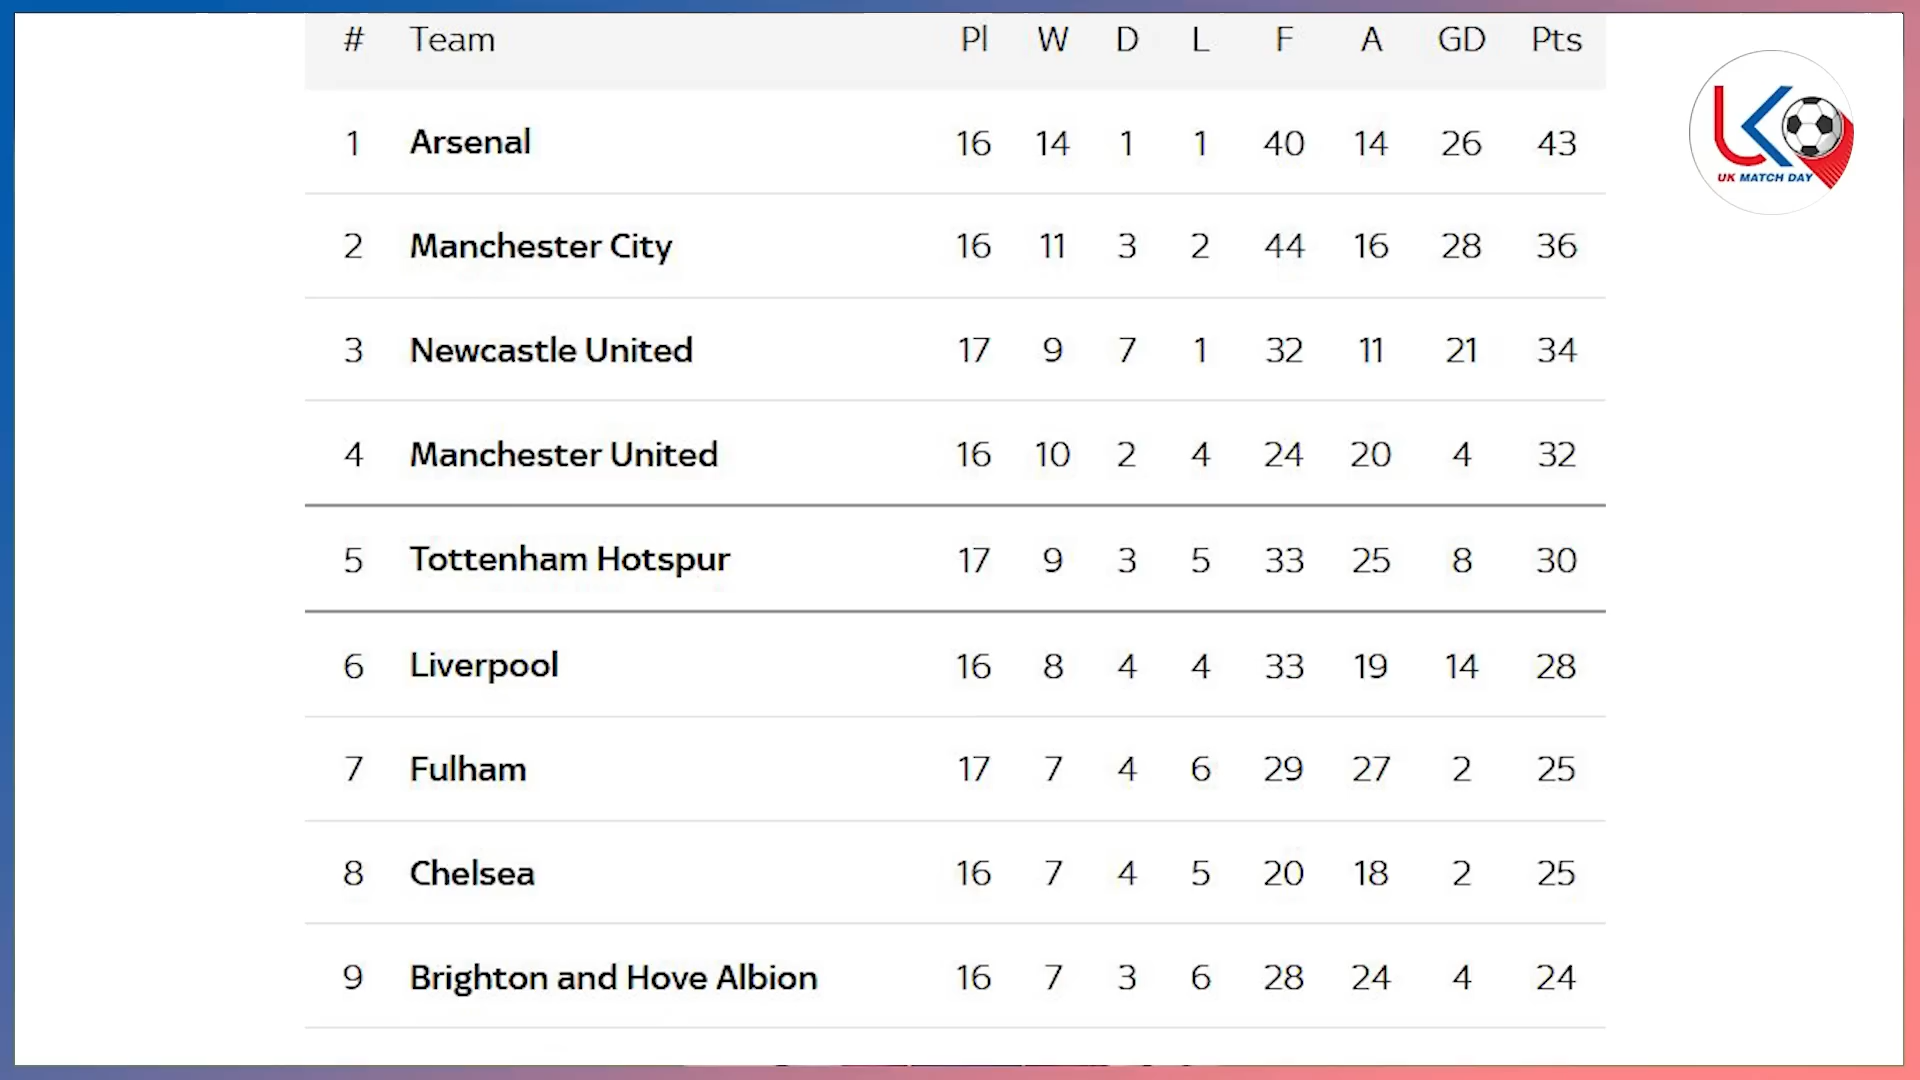 # Team Pl W D L F A GD Pts
1 Arsenal 16 14 1 1 40 14 26 43
2 Manchester City 16 11 3 2 44 16 28 36
3 Newcastle United 17 9 7 1 32 11 21 34
4 Manchester United 16 10 2 4 24 20 4 32
5 Tottenham Hotspur 17 9 3 5 33 25 8 30
6 Liverpool 16 8 4 4 33 19 14 28
7 Fulham 17 7 4 6 29 27 2 25
8 Chelsea 16 7 4 5 20 18 2 25
9 Brighton and Hove Albion 16 7 3 6 28 24 4 24
UK
UK MATCH DAY